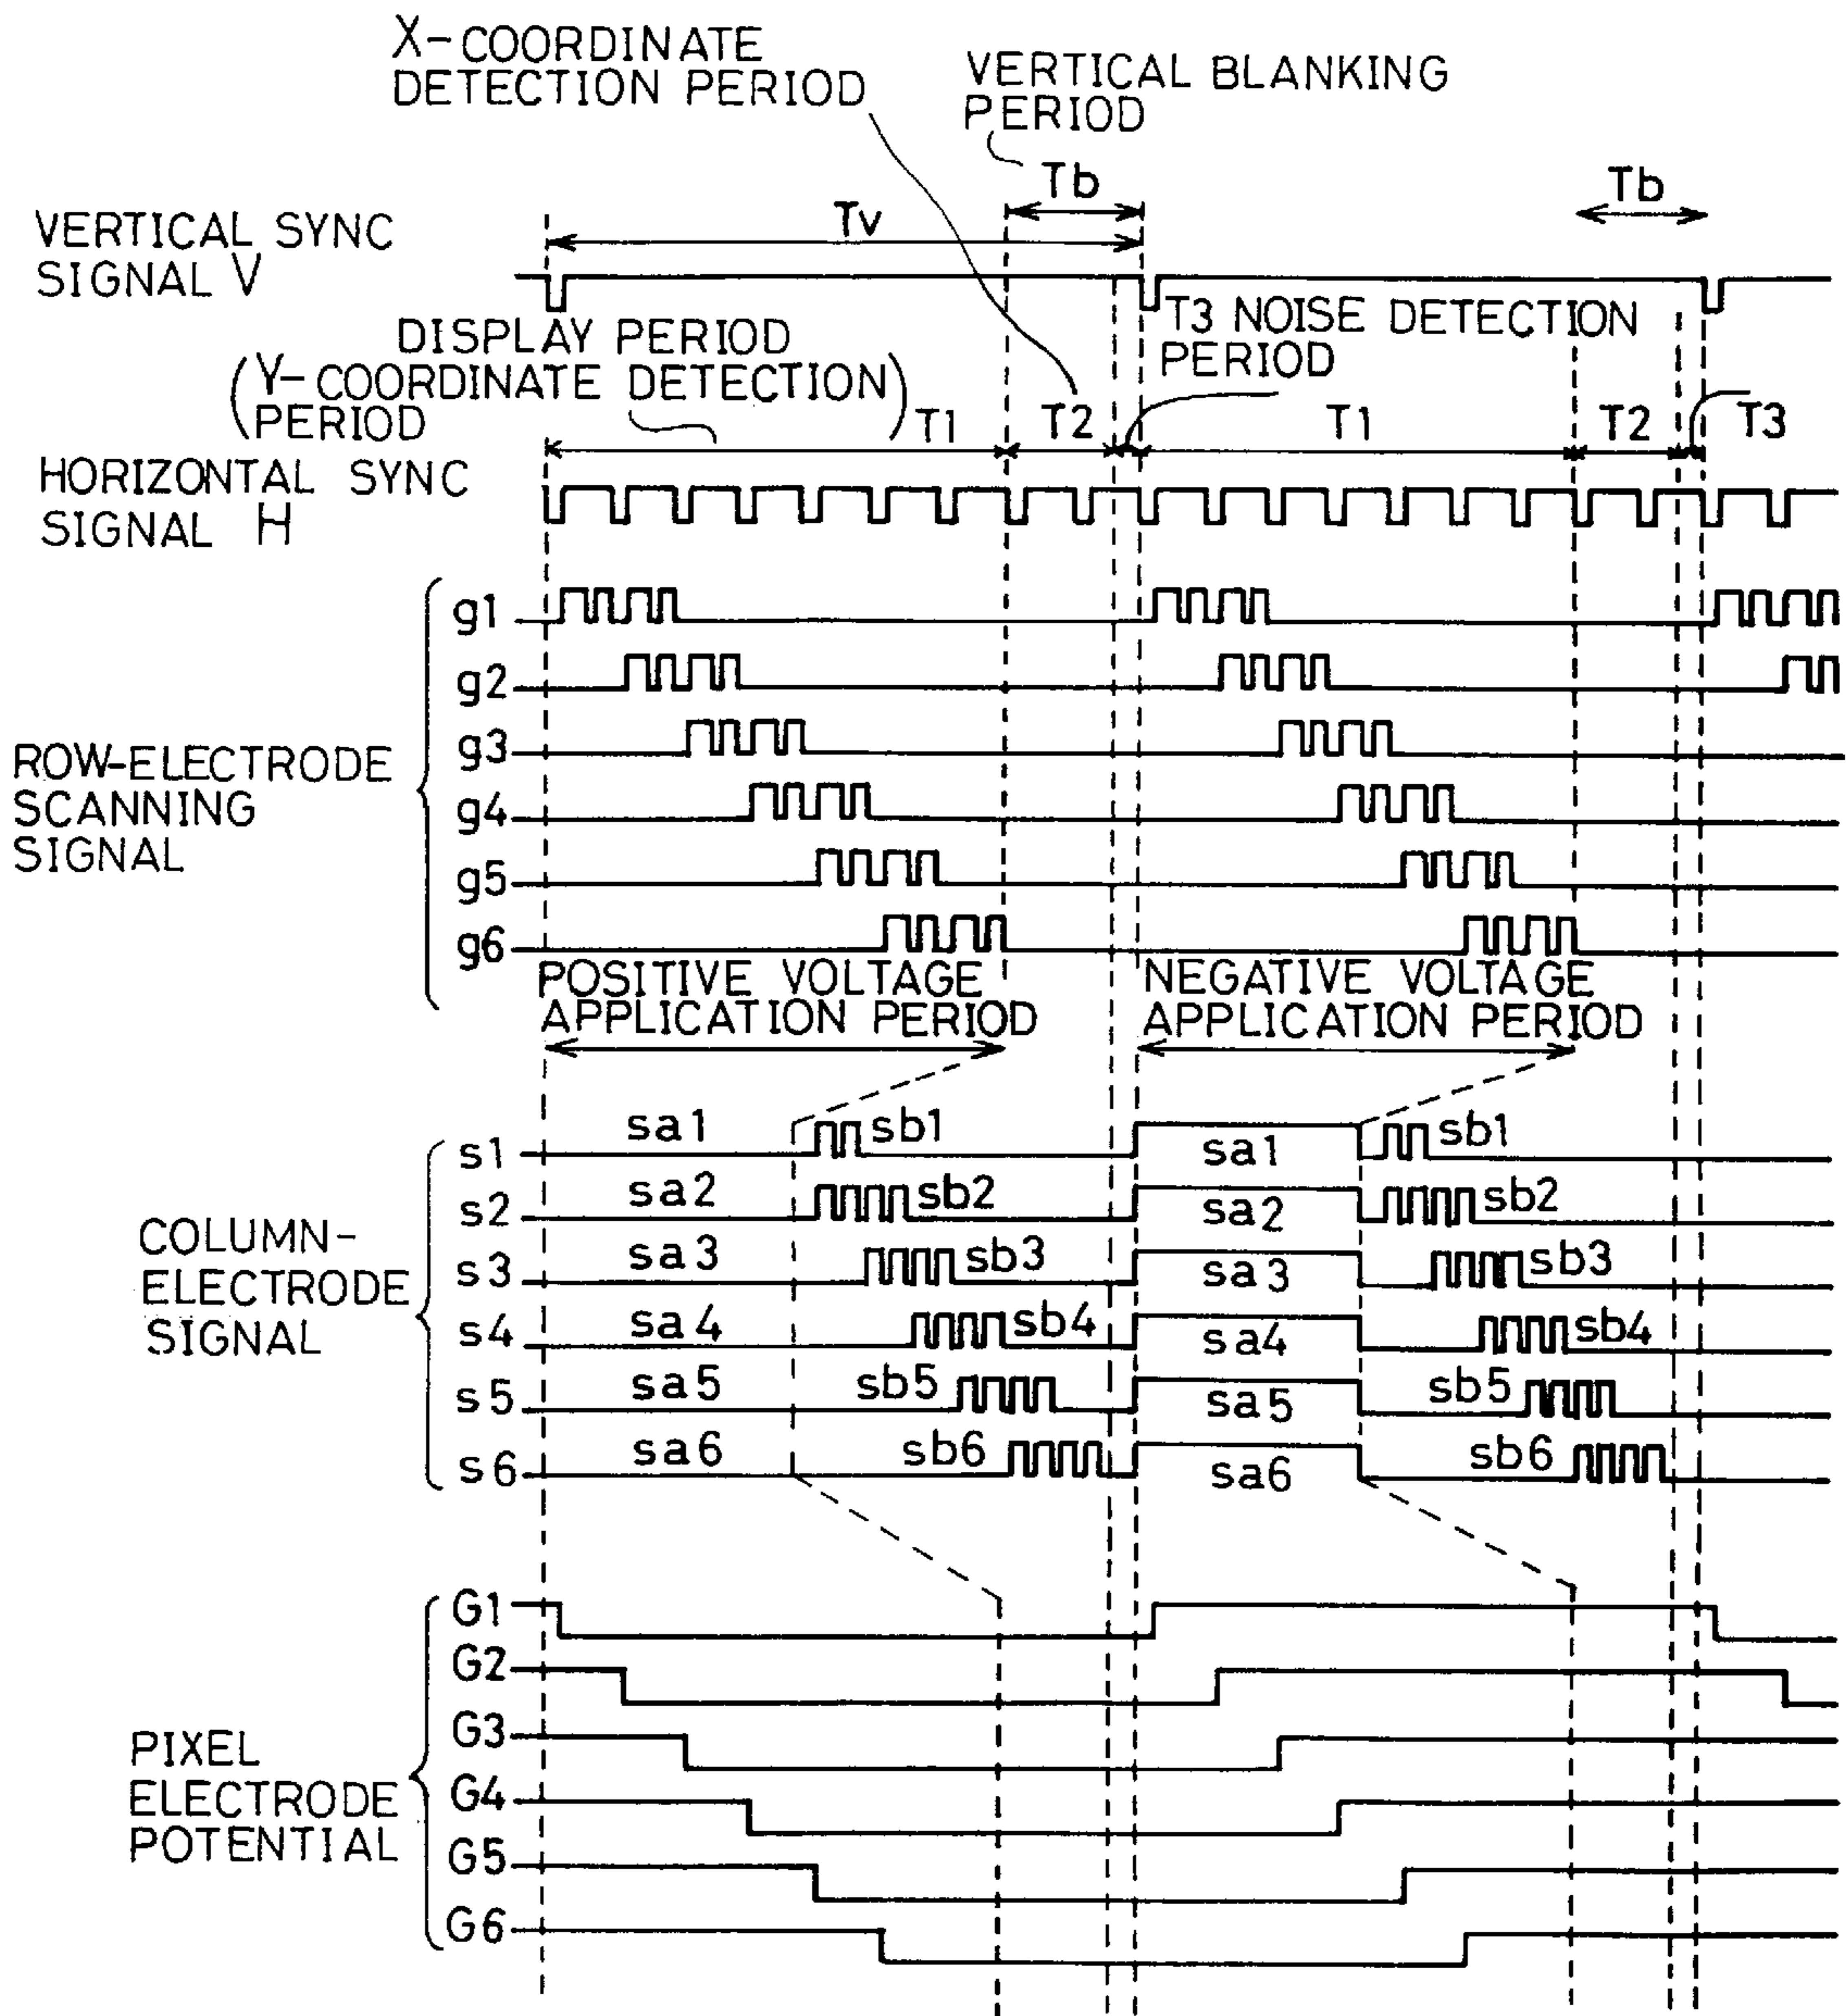 X-COORDINATE
DETECTION PERIOD
VERTICAL BLANKING
PERIOD
Tb
Tb
Tv
VERTICAL SYNC
SIGNAL V
T3 NOISE DETECTION
PERIOD
DISPLAY PERIOD
(Y-COORDINATE DETECTION)
PERIOD
T1
T2
T1
T2
T3
HORIZONTAL SYNC
SIGNAL H
ROW-ELECTRODE
SCANNING
SIGNAL
g1
g2
g3
g4
g5
g6
POSITIVE VOLTAGE
APPLICATION PERIOD
NEGATIVE VOLTAGE
APPLICATION PERIOD
COLUMN-
ELECTRODE
SIGNAL
s1 sa1 sb1 sa1 sb1
s2 sa2 sb2 sa2 sb2
s3 sa3 sb3 sa3 sb3
s4 sa4 sb4 sa4 sb4
s5 sa5 sb5 sa5 sb5
s6 sa6 sb6 sa6 sb6
PIXEL
ELECTRODE
POTENTIAL
G1
G2
G3
G4
G5
G6